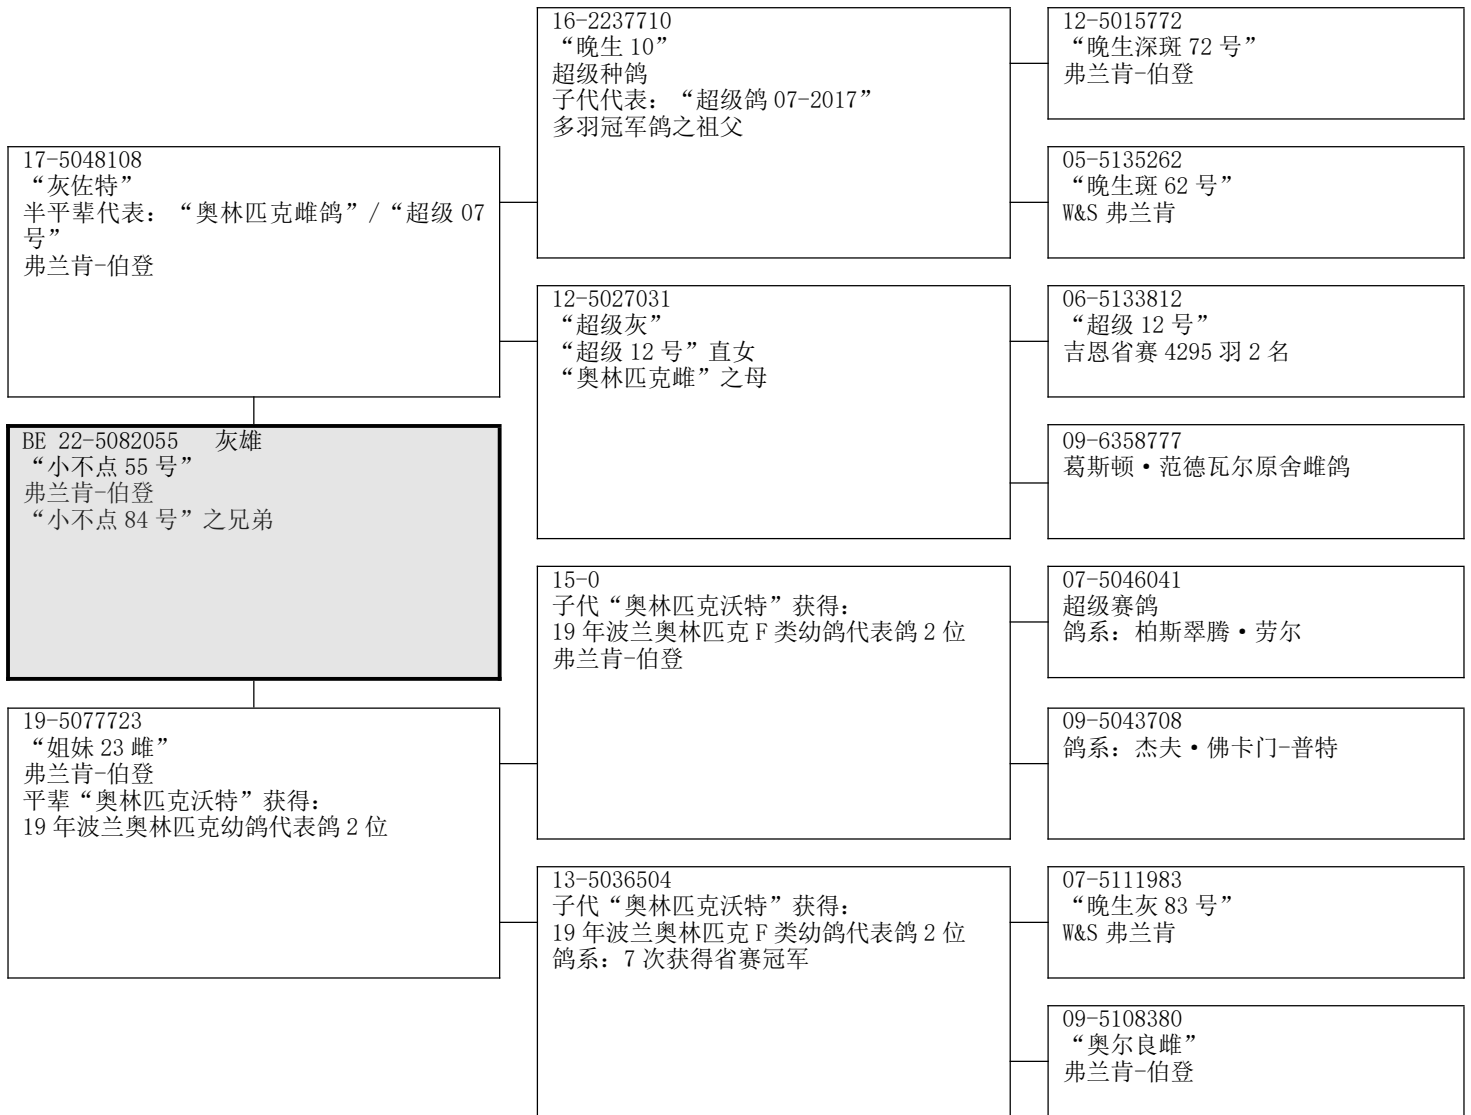 16-2237710
“晚生 10”
超级种鸽
子代代表：“超级鸽 07-2017”
多羽冠军鸽之祖父
12-5015772
“晚生深斑 72 号”
弗兰肯-伯登
17-5048108
“灰佐特”
半平辈代表：“奥林匹克雌鸽”/“超级 07
号”
弗兰肯-伯登
05-5135262
“晚生斑 62 号”
W&S 弗兰肯
12-5027031
“超级灰”
“超级 12 号”直女
“奥林匹克雌”之母
06-5133812
“超级 12 号”
吉恩省赛 4295 羽 2 名
BE 22-5082055 灰雄
“小不点 55 号”
弗兰肯-伯登
“小不点 84 号”之兄弟
09-6358777
葛斯顿·范德瓦尔原舍雌鸽
15-0
子代“奥林匹克沃特”获得：
19 年波兰奥林匹克 F 类幼鸽代表鸽 2 位
弗兰肯-伯登
07-5046041
超级赛鸽
鸽系：柏斯翠腾·劳尔
19-5077723
“姐妹 23 雌”
弗兰肯-伯登
平辈“奥林匹克沃特”获得：
19 年波兰奥林匹克幼鸽代表鸽 2 位
09-5043708
鸽系：杰夫·佛卡门-普特
13-5036504
子代“奥林匹克沃特”获得：
19 年波兰奥林匹克 F 类幼鸽代表鸽 2 位
鸽系：7 次获得省赛冠军
07-5111983
“晚生灰 83 号”
W&S 弗兰肯
09-5108380
“奥尔良雌”
弗兰肯-伯登